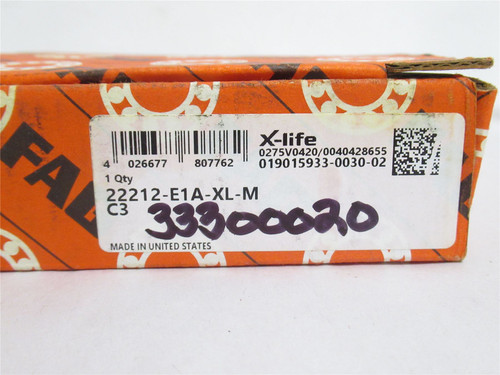 FAG
X-life
0275V0420/0040428655
019015933-0030-02
4 026677 807762
1 Qty
22212-E1A-XL-M
C3
33300020
MADE IN UNITED STATES